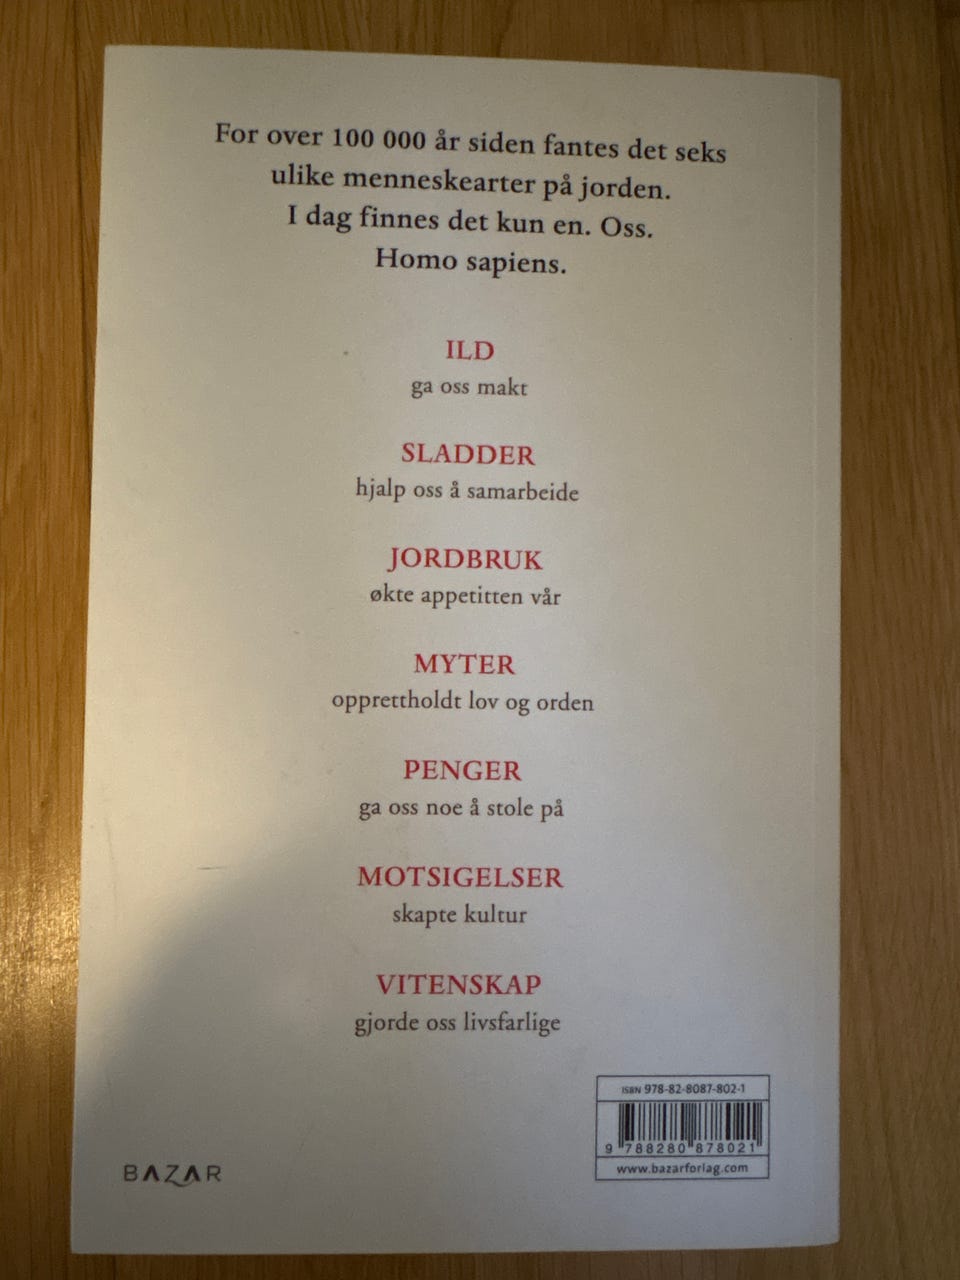 For over 100 000 år siden fantes det seks
ulike menneskearter på jorden.
I dag finnes det kun en. Oss.
Homo sapiens.
ILD
ga oss makt
SLADDER
hjalp oss å samarbeide
JORDBRUK
økte appetitten vår
MYTER
opprettholdt lov og orden
PENGER
ga oss noe å stole på
MOTSIGELSER
skapte kultur
VITENSKAP
gjorde oss livsfarlige
ISBN 978-82-8087-802-1
9 788280 878021
www.bazarforlag.com
BAZAR